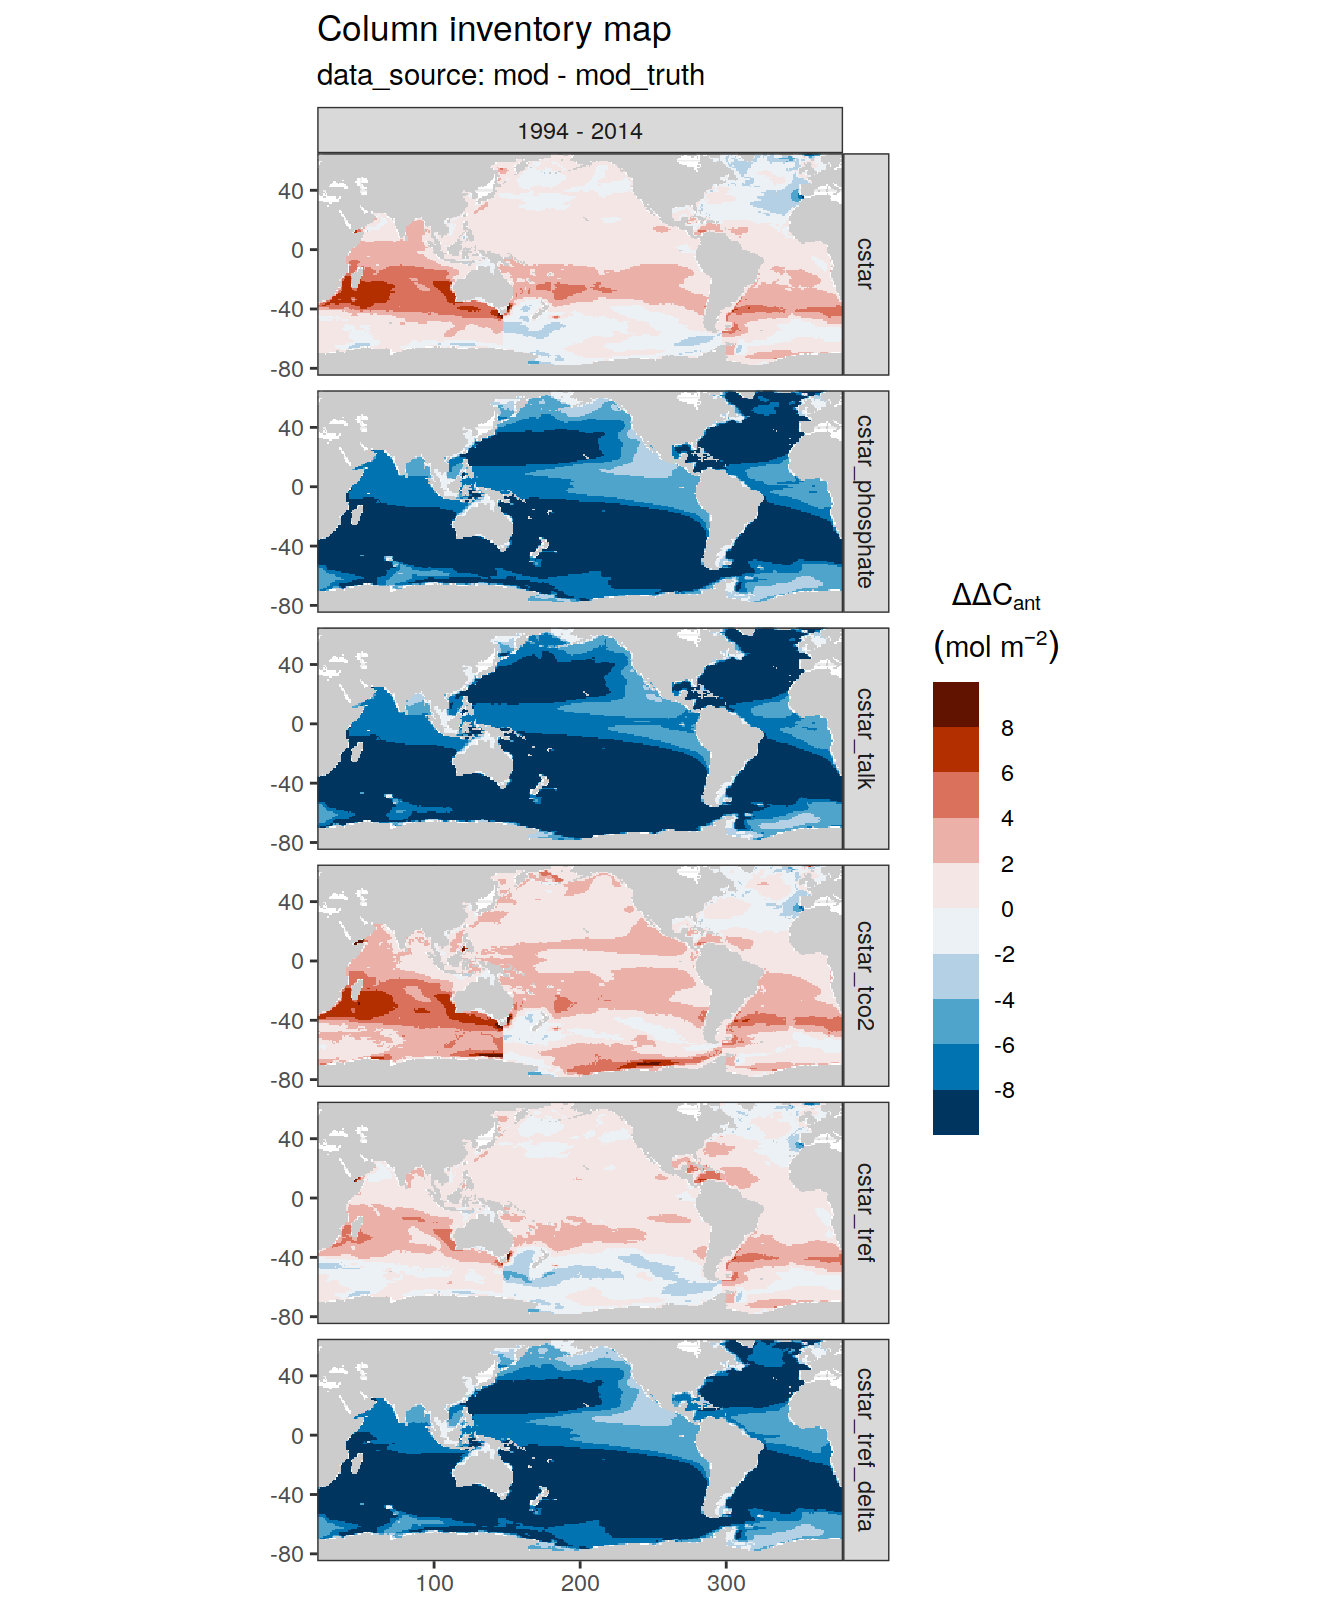 Column inventory map
data_source: mod - mod_truth
1994 - 2014
40
0
-40
-80
cstar
40
0
-40
-80
cstar_phosphate
40
0
-40
-80
cstar_talk
40
0
-40
-80
cstar_tco2
40
0
-40
-80
cstar_tref
40
0
-40
-80
cstar_tref_delta
100 200 300
ΔΔCant
(mol m⁻²)
8
6
4
2
0
-2
-4
-6
-8